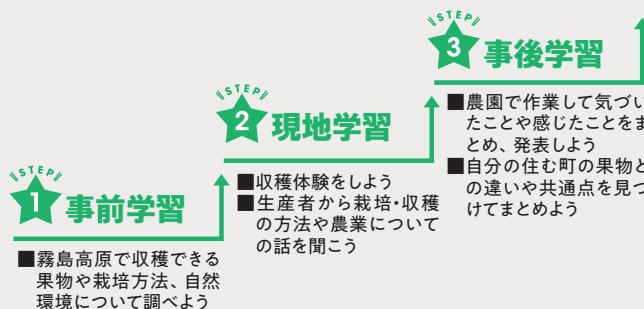 STEP
1 事前学習
■霧島高原で収穫できる
果物や栽培方法、自然
環境について調べよう
STEP
2 現地学習
■収穫体験をしよう
■生産者から栽培・収穫
の方法や農業について
の話を聞こう
STEP
3 事後学習
■農園で作業して気づい
たことや感じたことをま
とめ、発表しよう
■自分の住む町の果物と
の違いや共通点を見つ
けてまとめよう